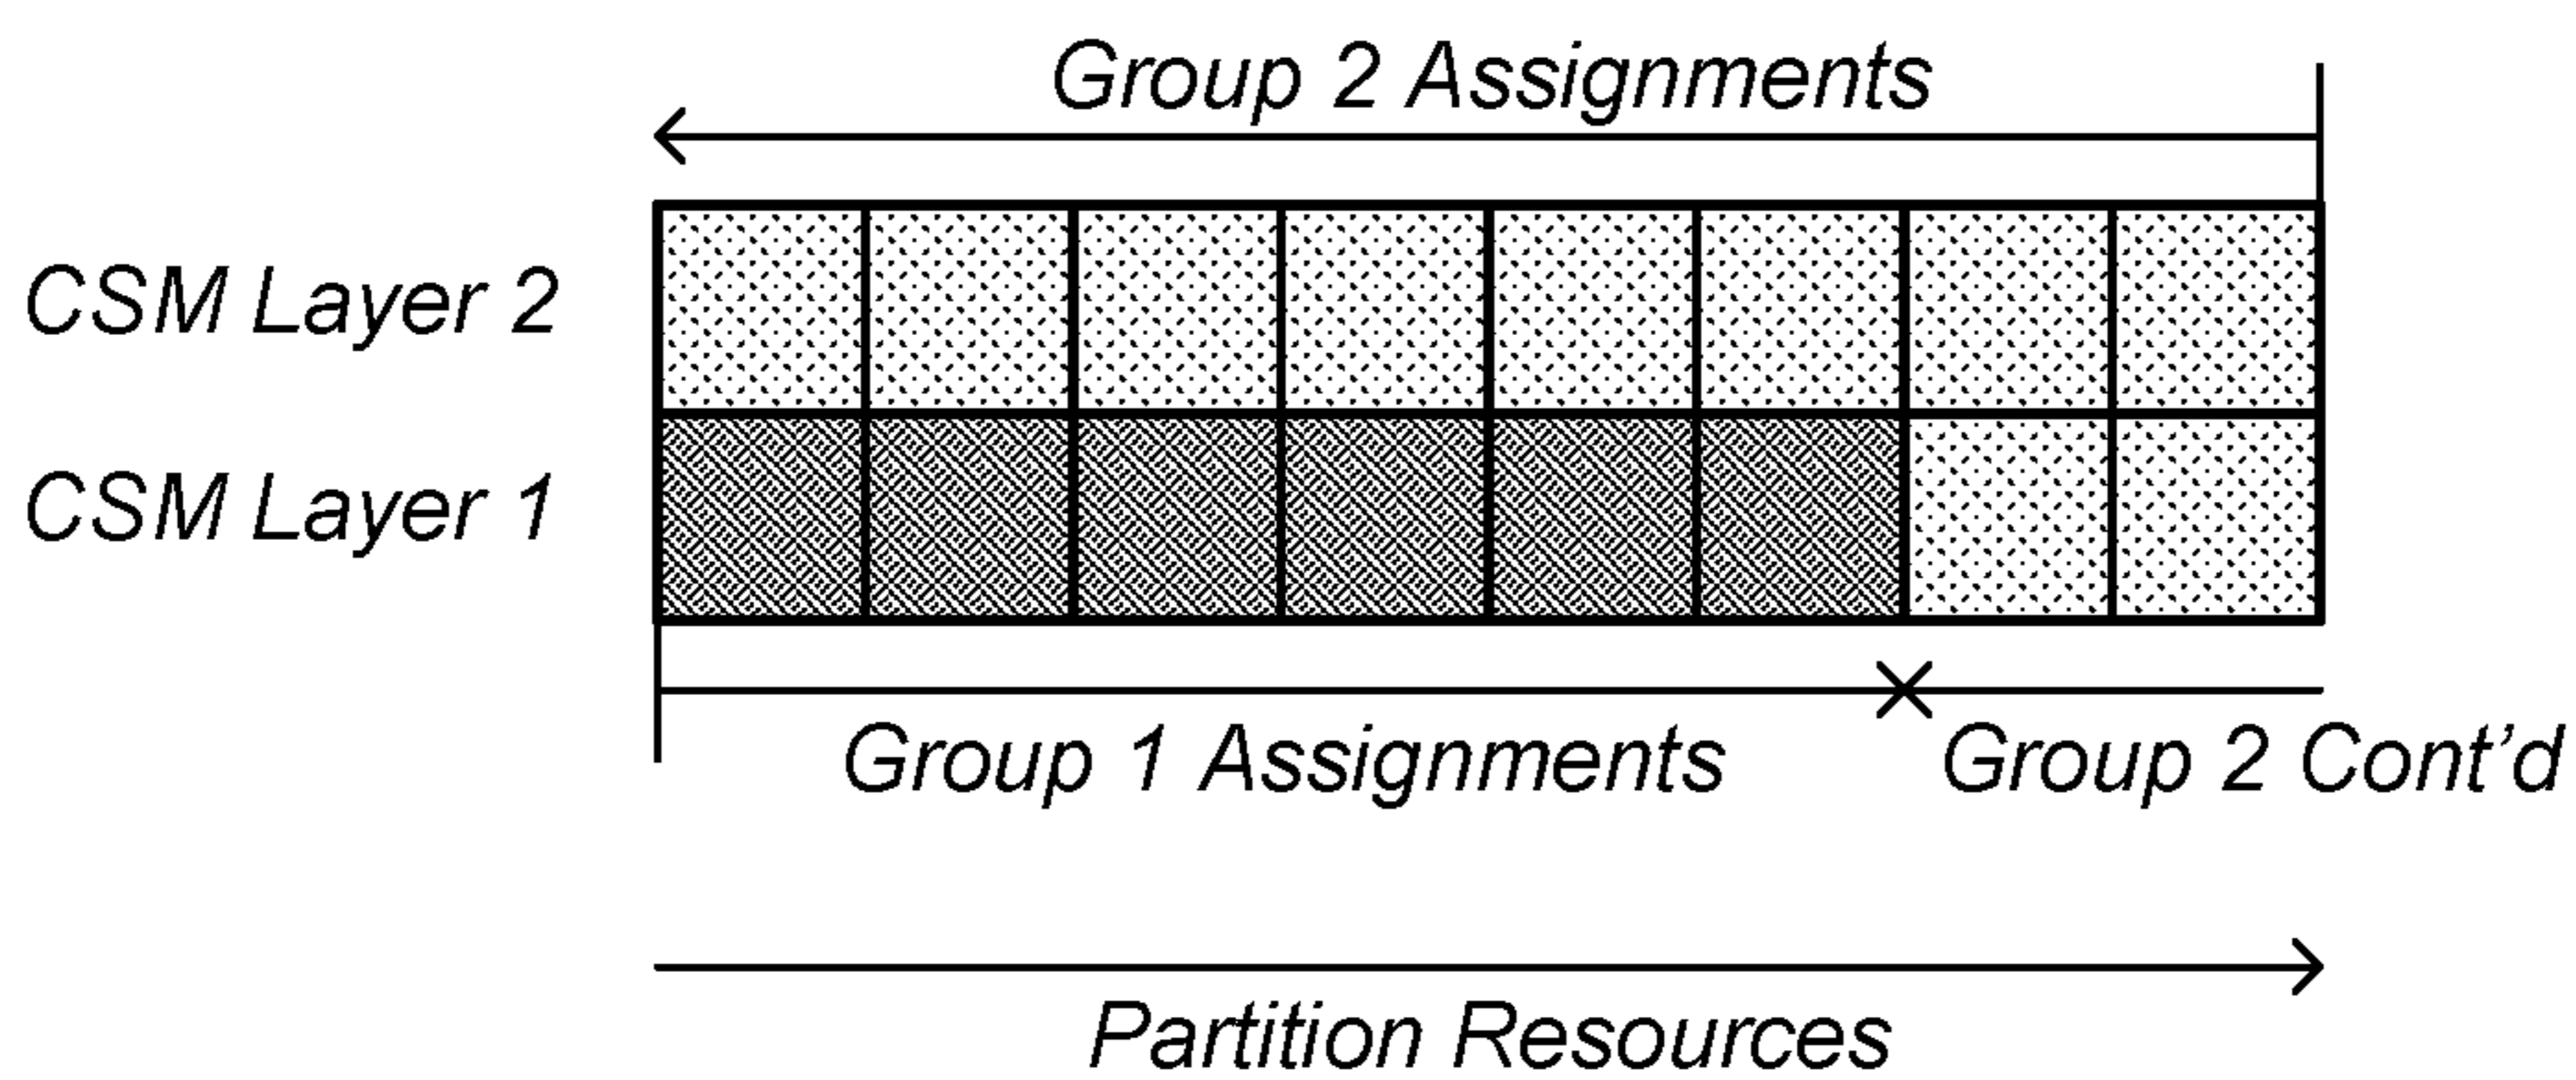 Group 2 Assignments
CSM Layer 2
CSM Layer 1
Group 1 Assignments
Group 2 Cont’d
Partition Resources